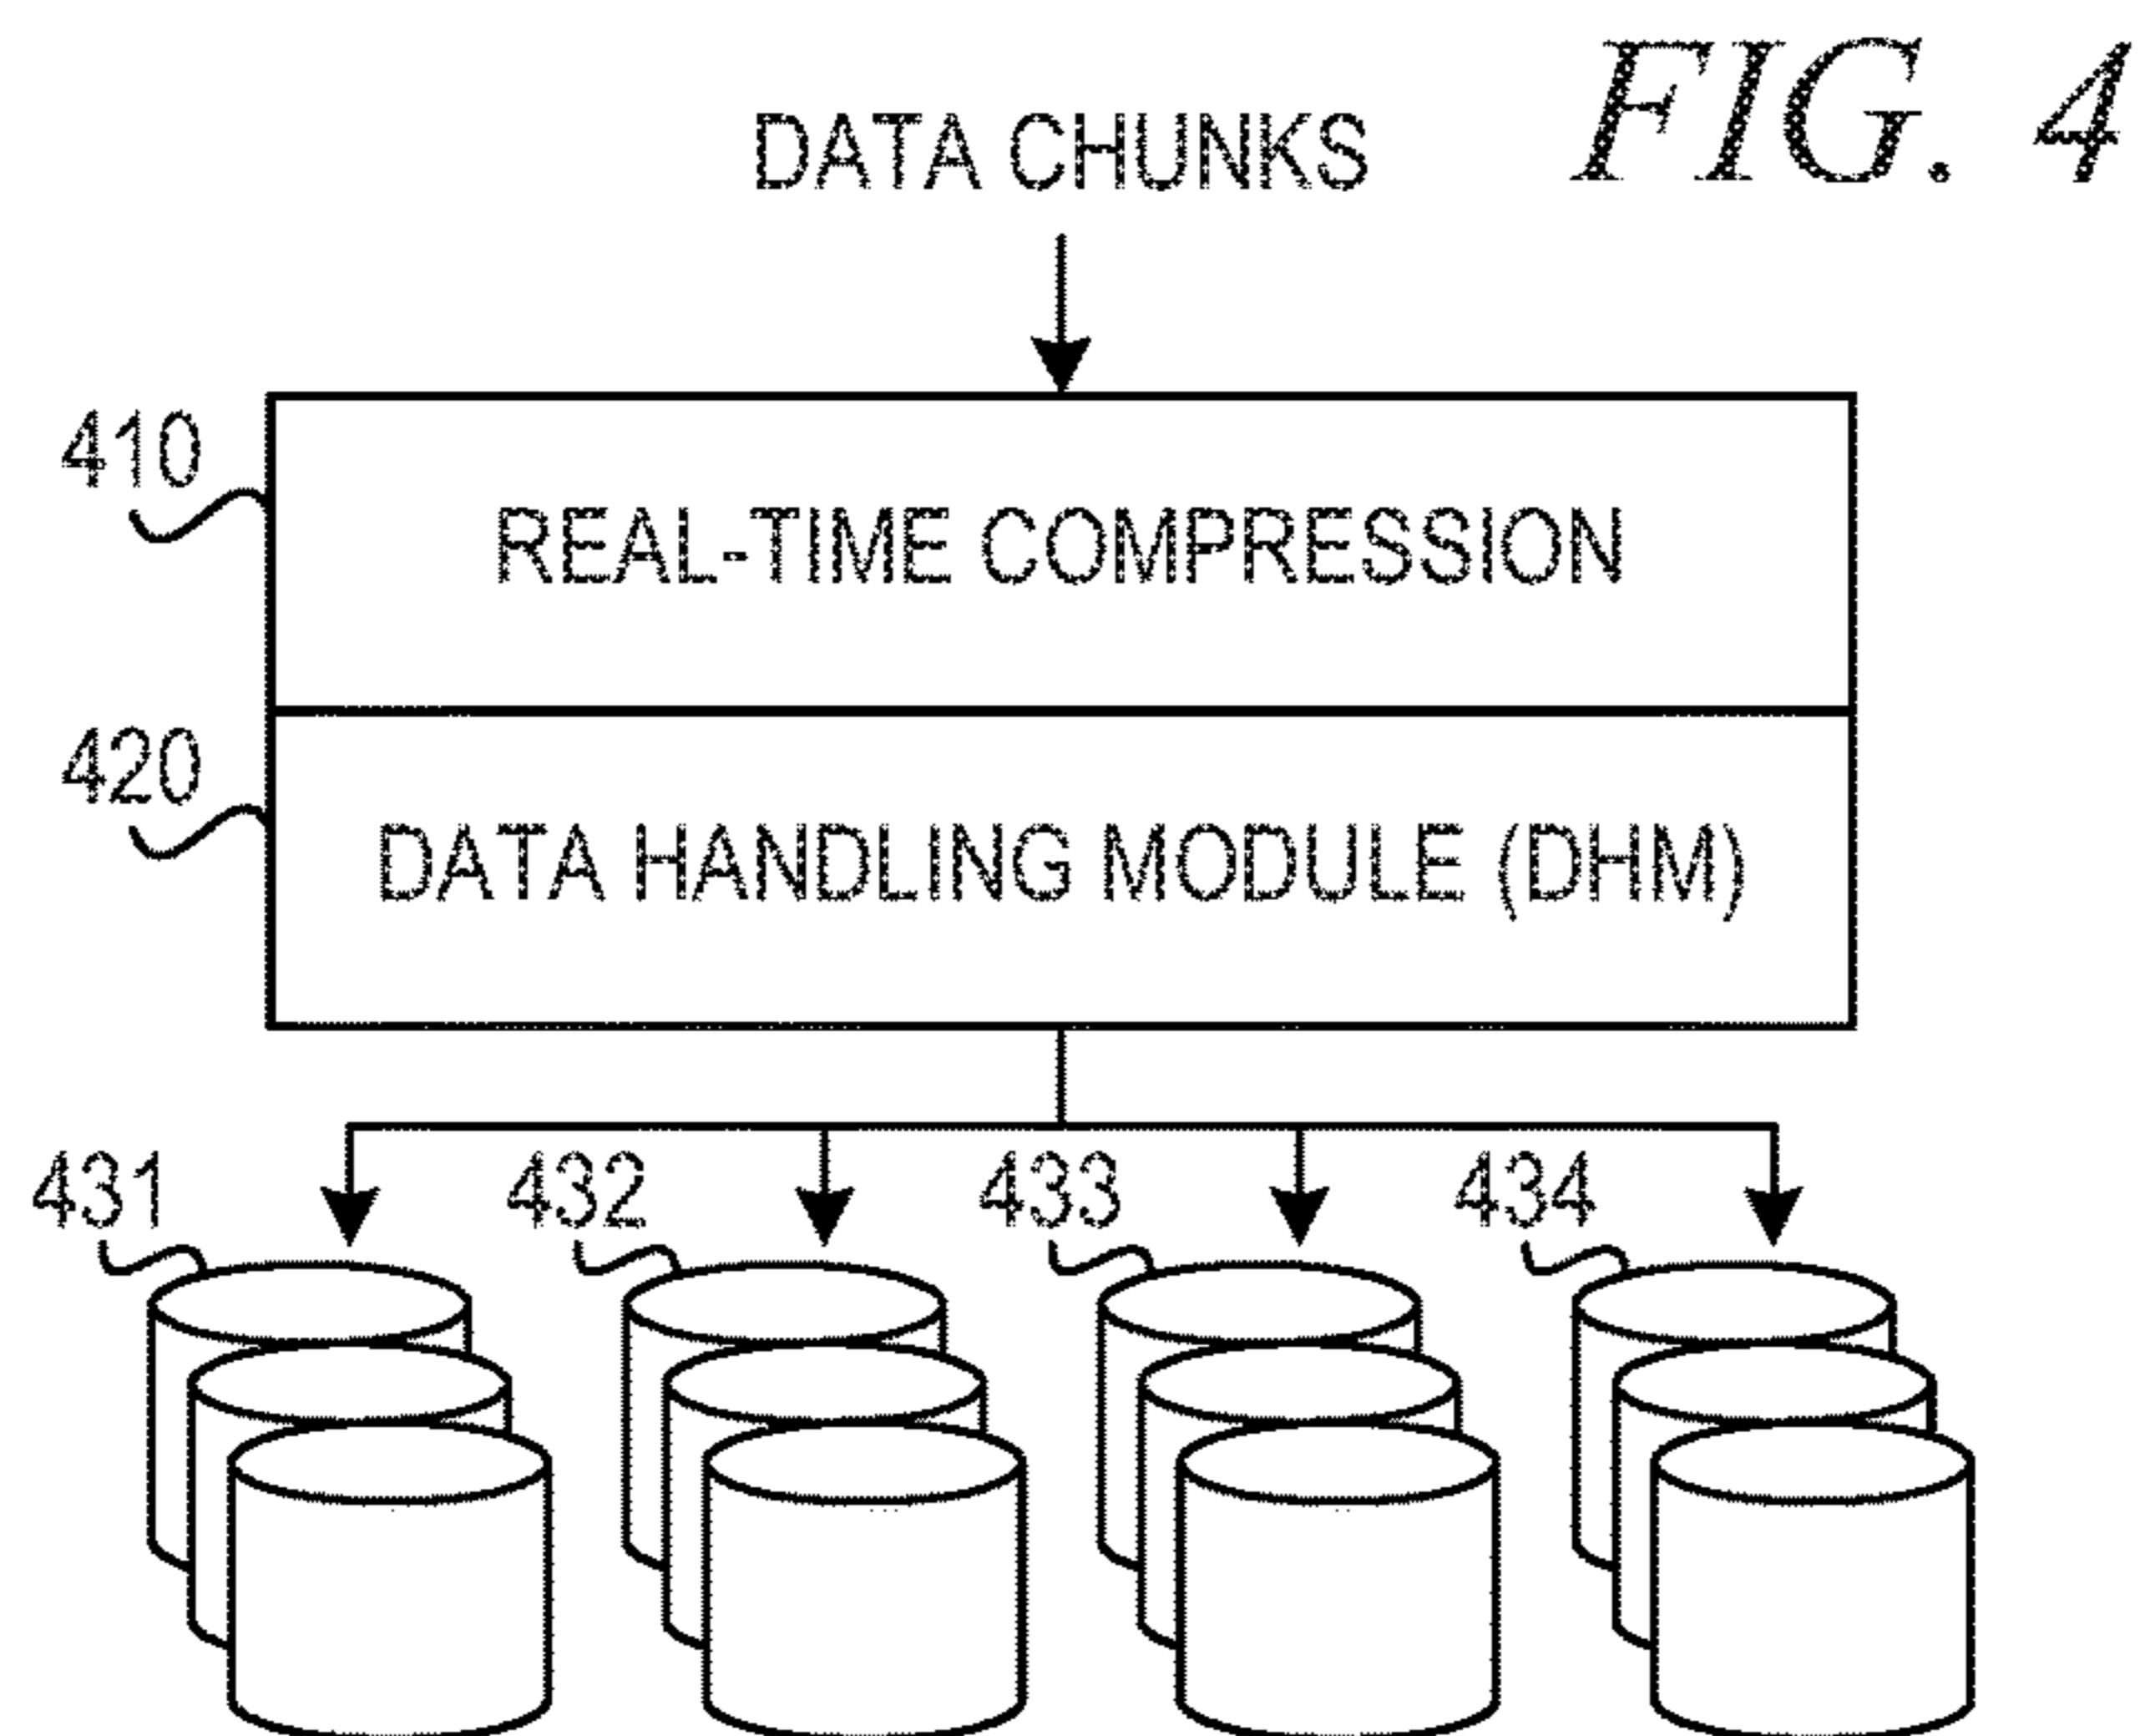 FIG. 4
DATA CHUNKS
410
REAL-TIME COMPRESSION
420
DATA HANDLING MODULE (DHM)
431 432 433 434